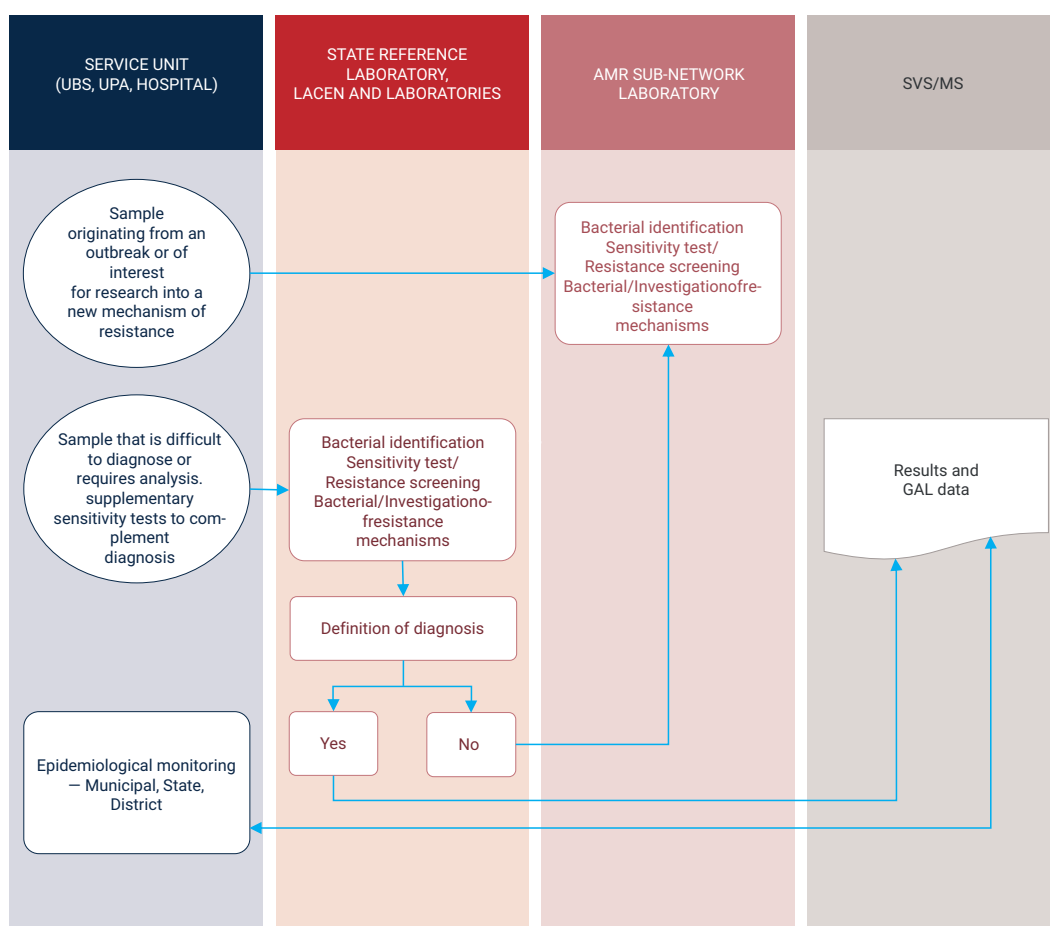 SERVICE UNIT
(UBS, UPA, HOSPITAL)
STATE REFERENCE
LABORATORY,
LACEN AND LABORATORIES
AMR SUB-NETWORK
LABORATORY
SVS/MS
Sample
originating from an
outbreak or of
interest
for research into a
new mechanism of
resistance
Bacterial identification
Sensitivity test/
Resistance screening
Bacterial/Investigationofre-
sistance
mechanisms
Sample that is difficult
to diagnose or
requires analysis.
supplementary
sensitivity tests to com-
plement
diagnosis
Bacterial identification
Sensitivity test/
Resistance screening
Bacterial/Investigationo-
fresistance
mechanisms
Results and
GAL data
Definition of diagnosis
Yes
No
Epidemiological monitoring
— Municipal, State,
District